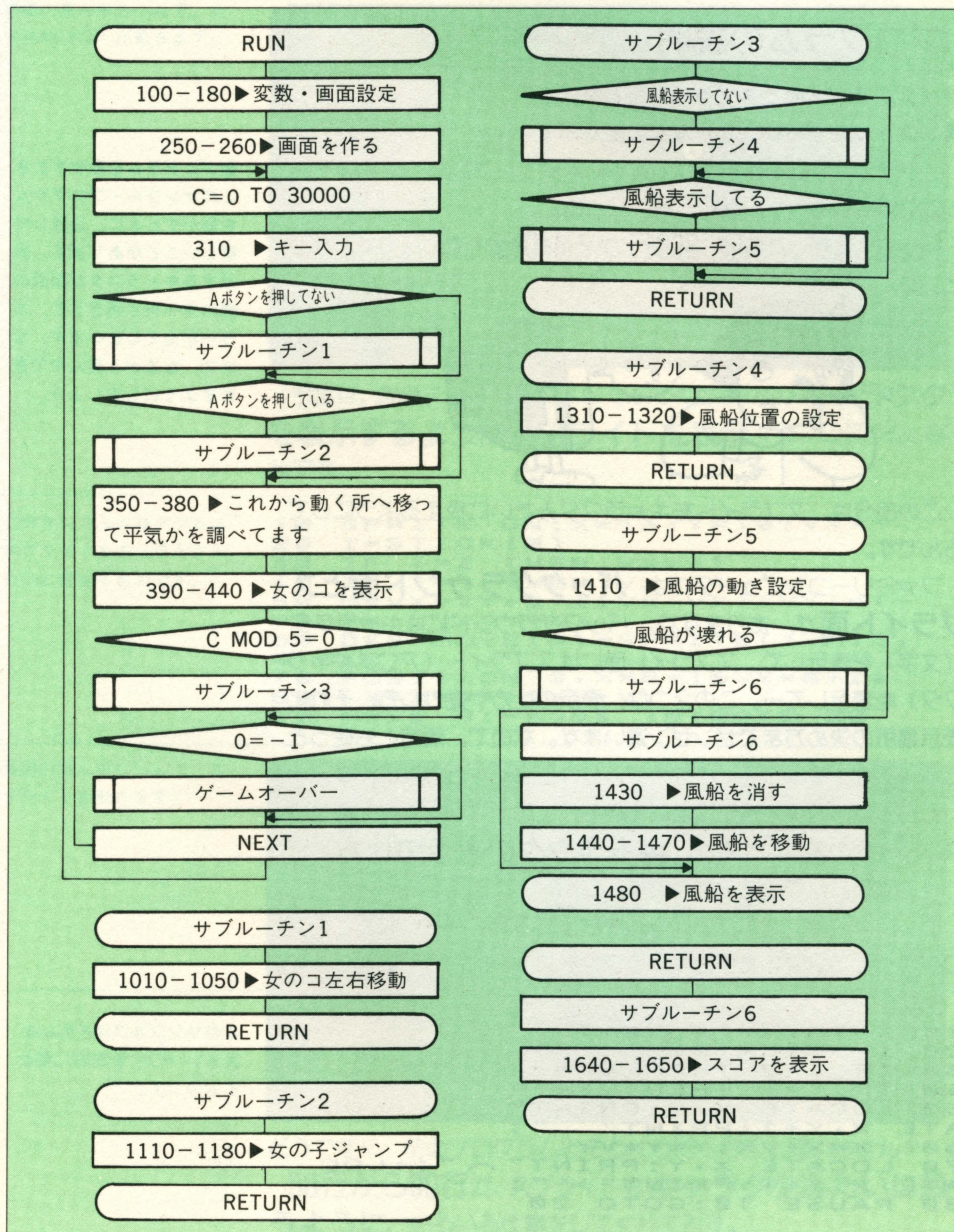 RUN
100-180▶変数・画面設定
250-260▶画面を作る
C=0 TO 30000
310 ▶キー入力
Aボタンを押してない
サブルーチン1
Aボタンを押している
サブルーチン2
350-380 ▶これから動く所へ移っ
て平気かを調べてます
390-440▶女のコを表示
C MOD 5=0
サブルーチン3
0=-1
ゲームオーバー
NEXT
サブルーチン1
1010-1050▶女のコ左右移動
RETURN
サブルーチン2
1110-1180▶女の子ジャンプ
RETURN
サブルーチン3
風船表示してない
サブルーチン4
風船表示してる
サブルーチン5
RETURN
サブルーチン4
1310-1320▶風船位置の設定
RETURN
サブルーチン5
1410 ▶風船の動き設定
風船が壊れる
サブルーチン6
サブルーチン6
1430 ▶風船を消す
1440-1470▶風船を移動
1480 ▶風船を表示
RETURN
サブルーチン6
1640-1650▶スコアを表示
RETURN